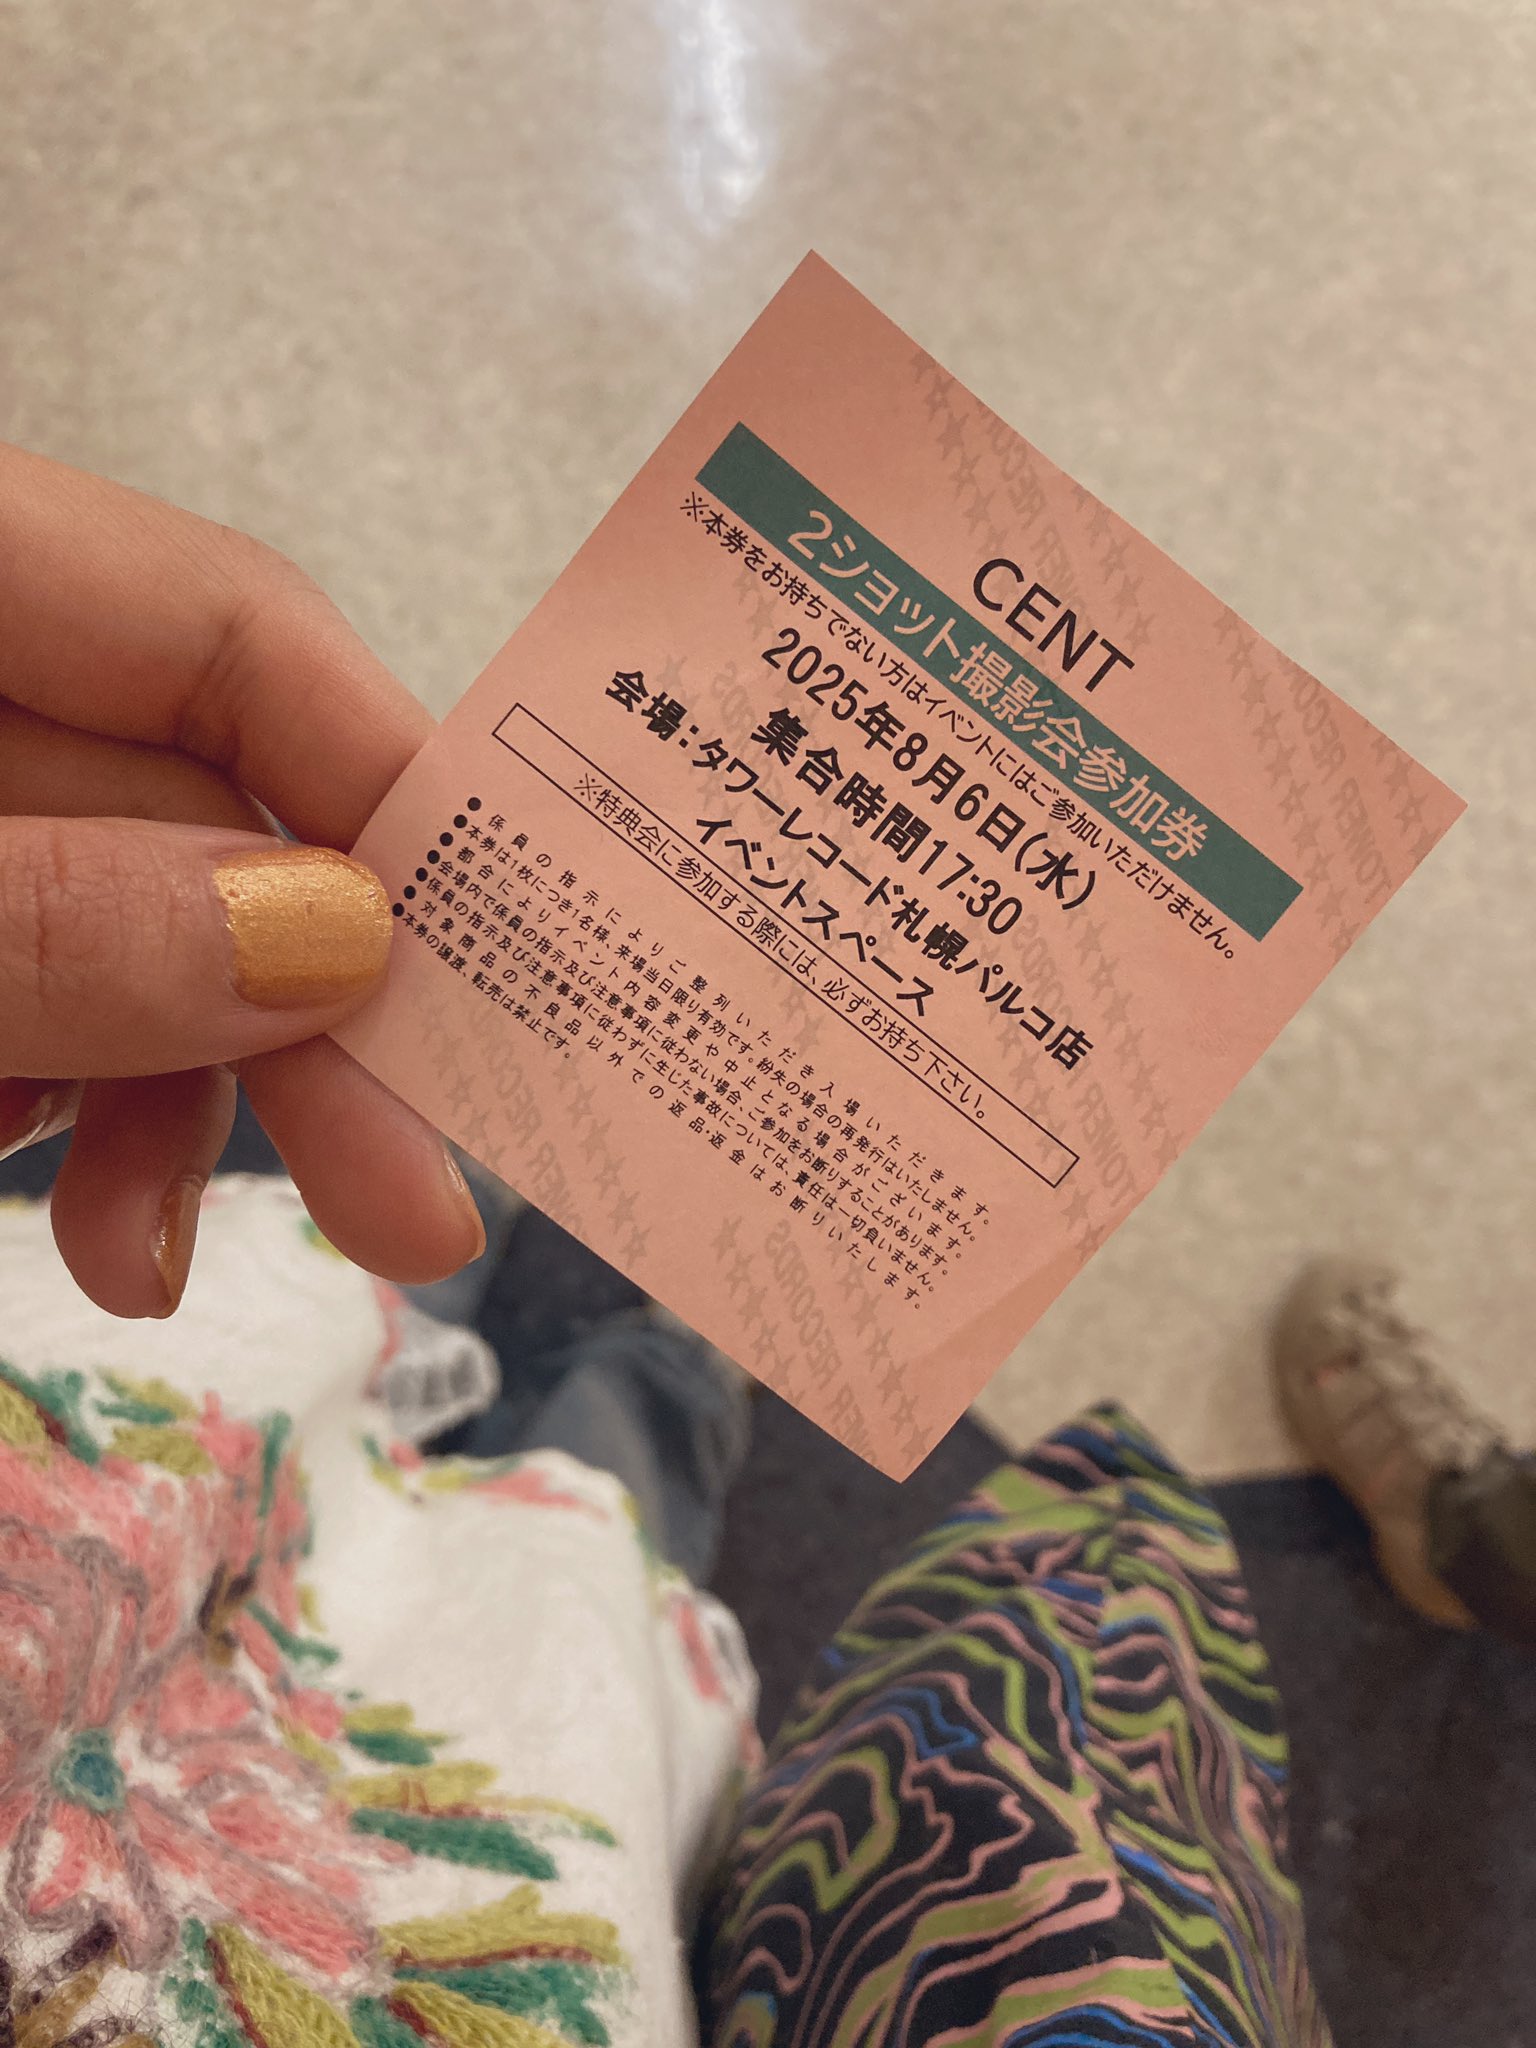 CENT
2ショット撮影会参加券
※本券をお持ちでない方はイベントにはご参加いただけません。
2025年8月6日(水)
集合時間17:30
会場:タワーレコード札幌パルコ店
イベントスペース
※特典会に参加する際には、必ずお持ち下さい。
●係員の指示によりご整列いただき入場いただきます。
●本券は1枚につき1名様、来場当日限り有効です。紛失の場合の再発行はいたしません。
●都合によりイベント内容変更や中止となる場合がございます。
●会場内で係員の指示及び注意事項に従わない場合、ご参加をお断りすることがあります。
●係員の指示及び注意事項に従わずに生じた事故については、責任は一切負いません。
●対象商品の不良品以外での返品・返金はお断りいたします。
●本券の譲渡、転売は禁止です。
TOWER RECORDS